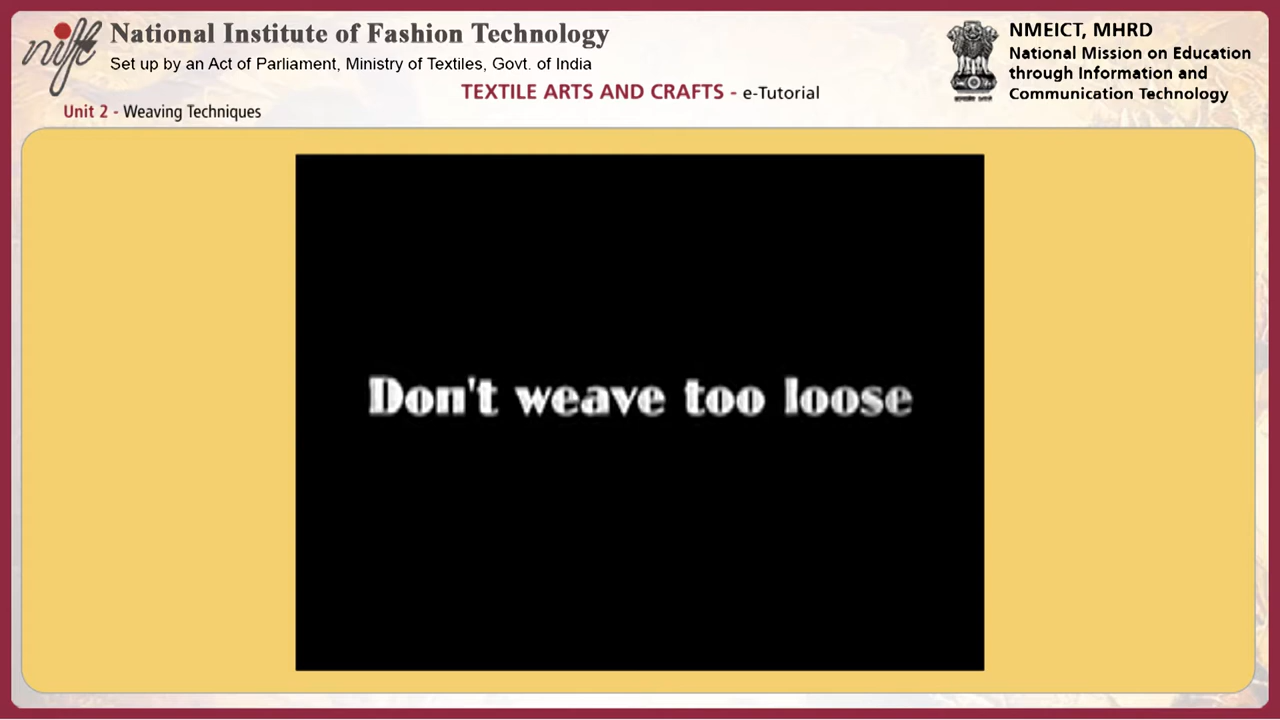 nift
National Institute of Fashion Technology
Set up by an Act of Parliament, Ministry of Textiles, Govt. of India
TEXTILE ARTS AND CRAFTS - e-Tutorial
Unit 2 - Weaving Techniques
NMEICT, MHRD
National Mission on Education
through Information and
Communication Technology
Don't weave too loose